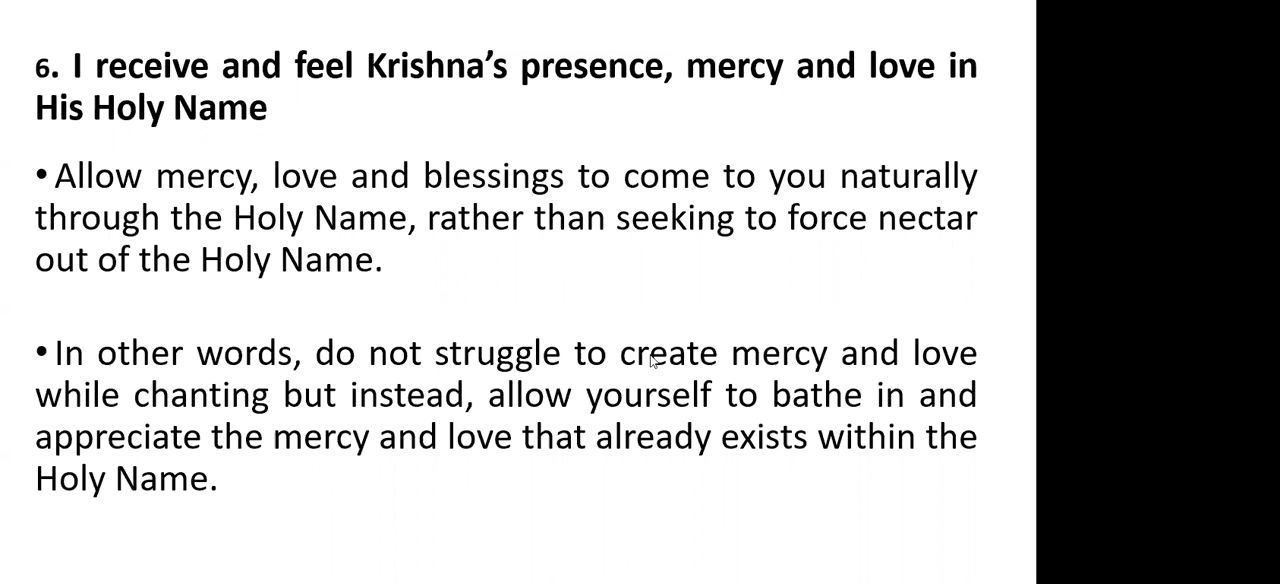 6. I receive and feel Krishna’s presence, mercy and love in
His Holy Name
•Allow mercy, love and blessings to come to you naturally
through the Holy Name, rather than seeking to force nectar
out of the Holy Name.
•In other words, do not struggle to create mercy and love
while chanting but instead, allow yourself to bathe in and
appreciate the mercy and love that already exists within the
Holy Name.